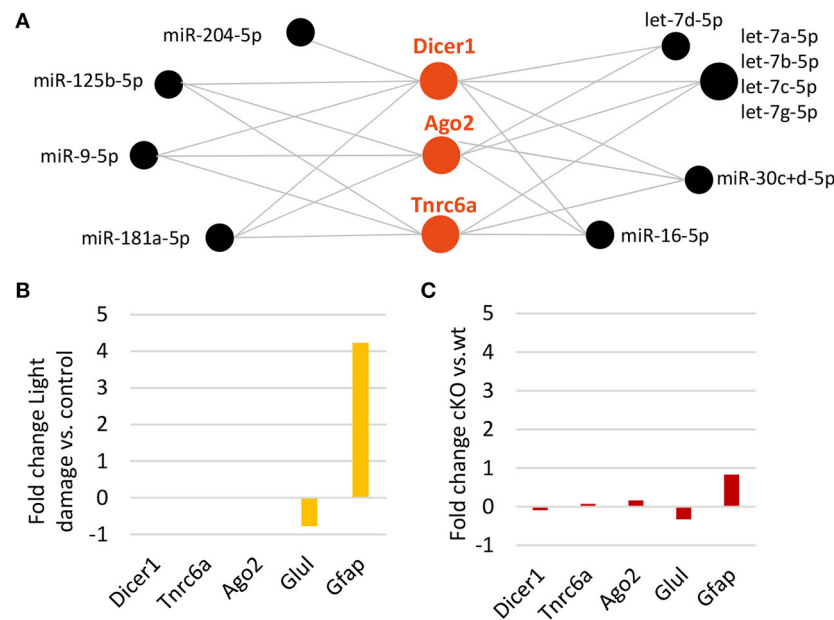 A
miR-204-5p
Dicer1
let-7d-5p
let-7a-5p
let-7b-5p
let-7c-5p
let-7g-5p
miR-125b-5p
Ago2
miR-9-5p
miR-30c+d-5p
Tnrc6a
miR-181a-5p
miR-16-5p
B
Fold change Light
damage vs. control
5
4
3
2
1
0
-1
Dicer1
Tnrc6a
Ago2
Glul
Gfap
C
Fold change cKO vs.wt
5
4
3
2
1
0
-1
Dicer1
Tnrc6a
Ago2
Glul
Gfap